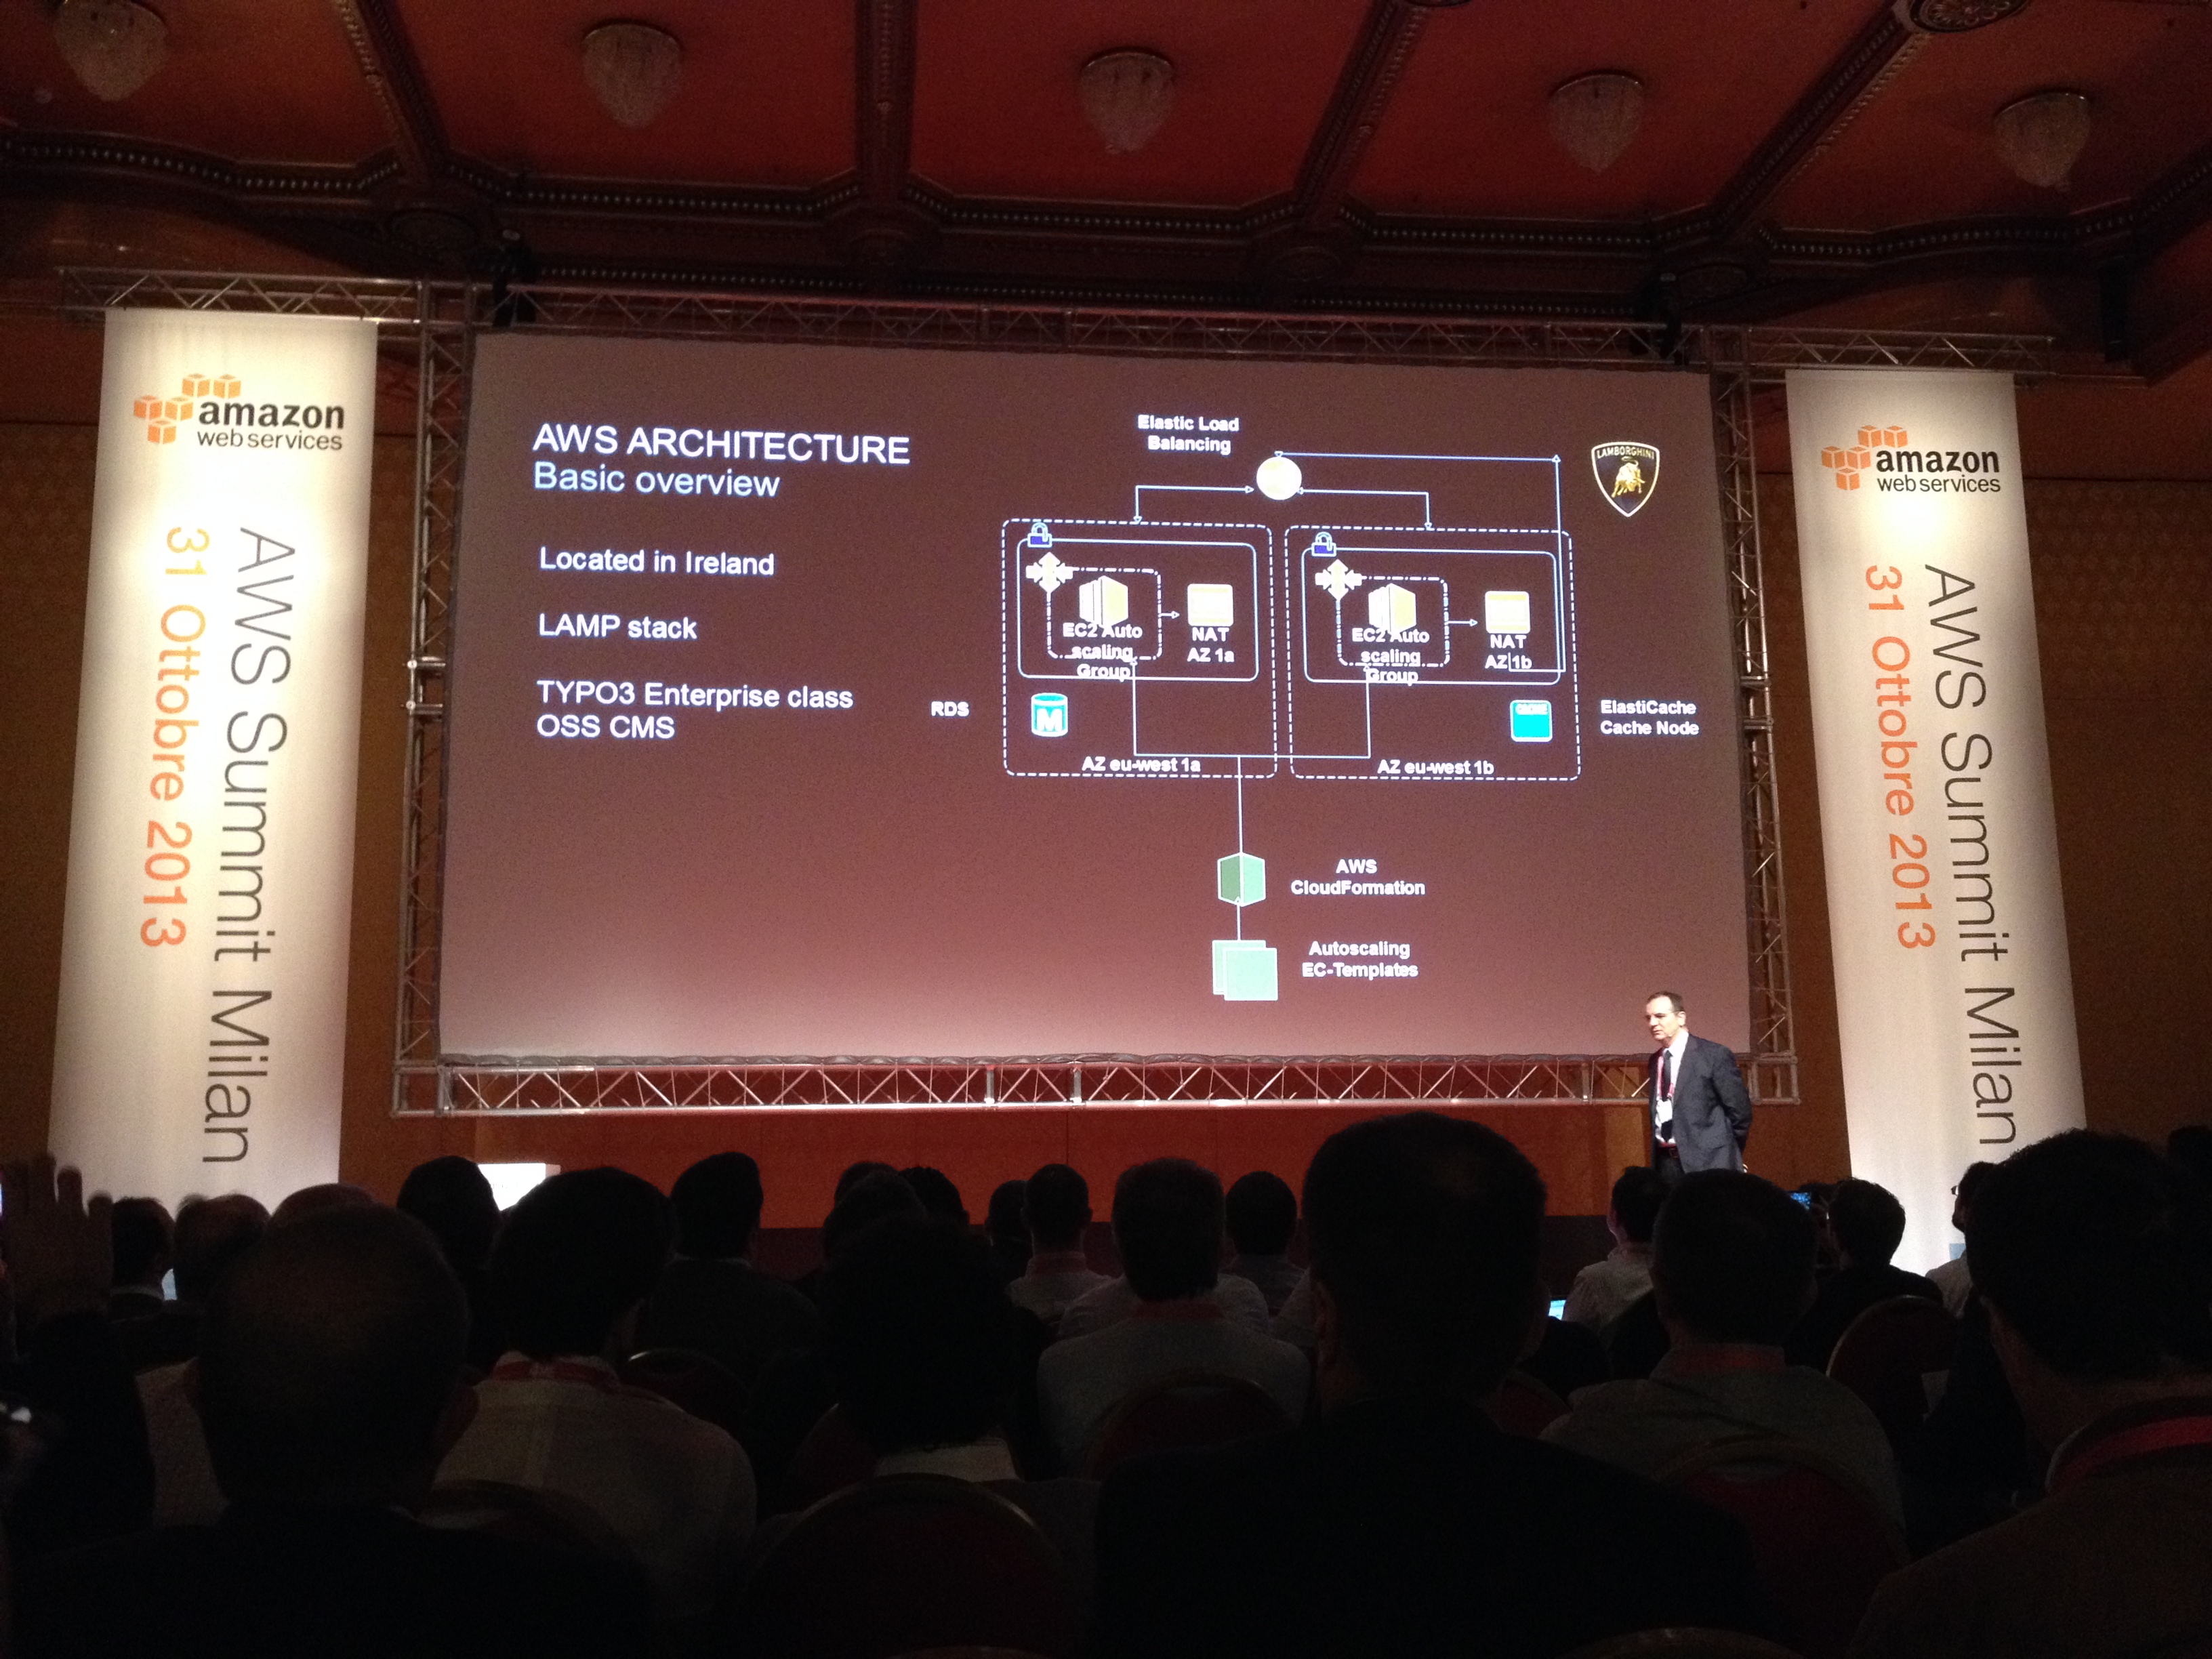 amazon
web services
AWS Summit Milan
31 Ottobre 2013
AWS ARCHITECTURE
Basic overview
Located in Ireland
LAMP stack
TYPO3 Enterprise class
OSS CMS
Elastic Load
Balancing
LAMBORGHINI
EC2 Auto
scaling
Group
NAT
AZ 1a
EC2 Auto
scaling
Group
NAT
AZ 1b
RDS
M
CACHE
ElastiCache
Cache Node
AZ eu-west 1a
AZ eu-west 1b
AWS
CloudFormation
Autoscaling
EC-Templates
amazon
web services
AWS Summit Milan
31 Ottobre 2013